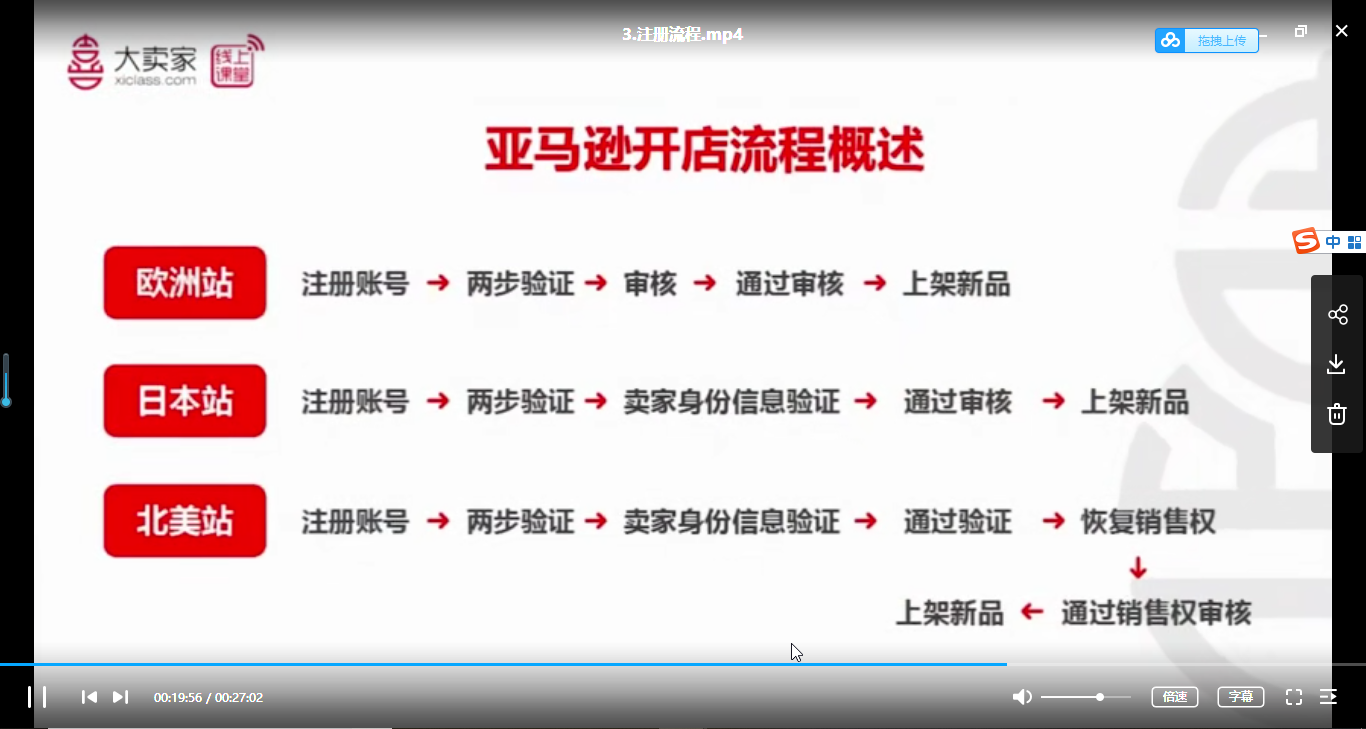 3.注册流程.mp4
拖拽上传
大卖家
xiclass.com
线上
课堂
亚马逊开店流程概述
欧洲站 注册账号 → 两步验证 → 审核 → 通过审核 → 上架新品
中
日本站 注册账号 → 两步验证 → 卖家身份信息验证 → 通过审核 → 上架新品
北美站 注册账号 → 两步验证 → 卖家身份信息验证 → 通过验证 → 恢复销售权
↓
上架新品 ← 通过销售权审核
00:19:56 / 00:27:02
倍速
字幕